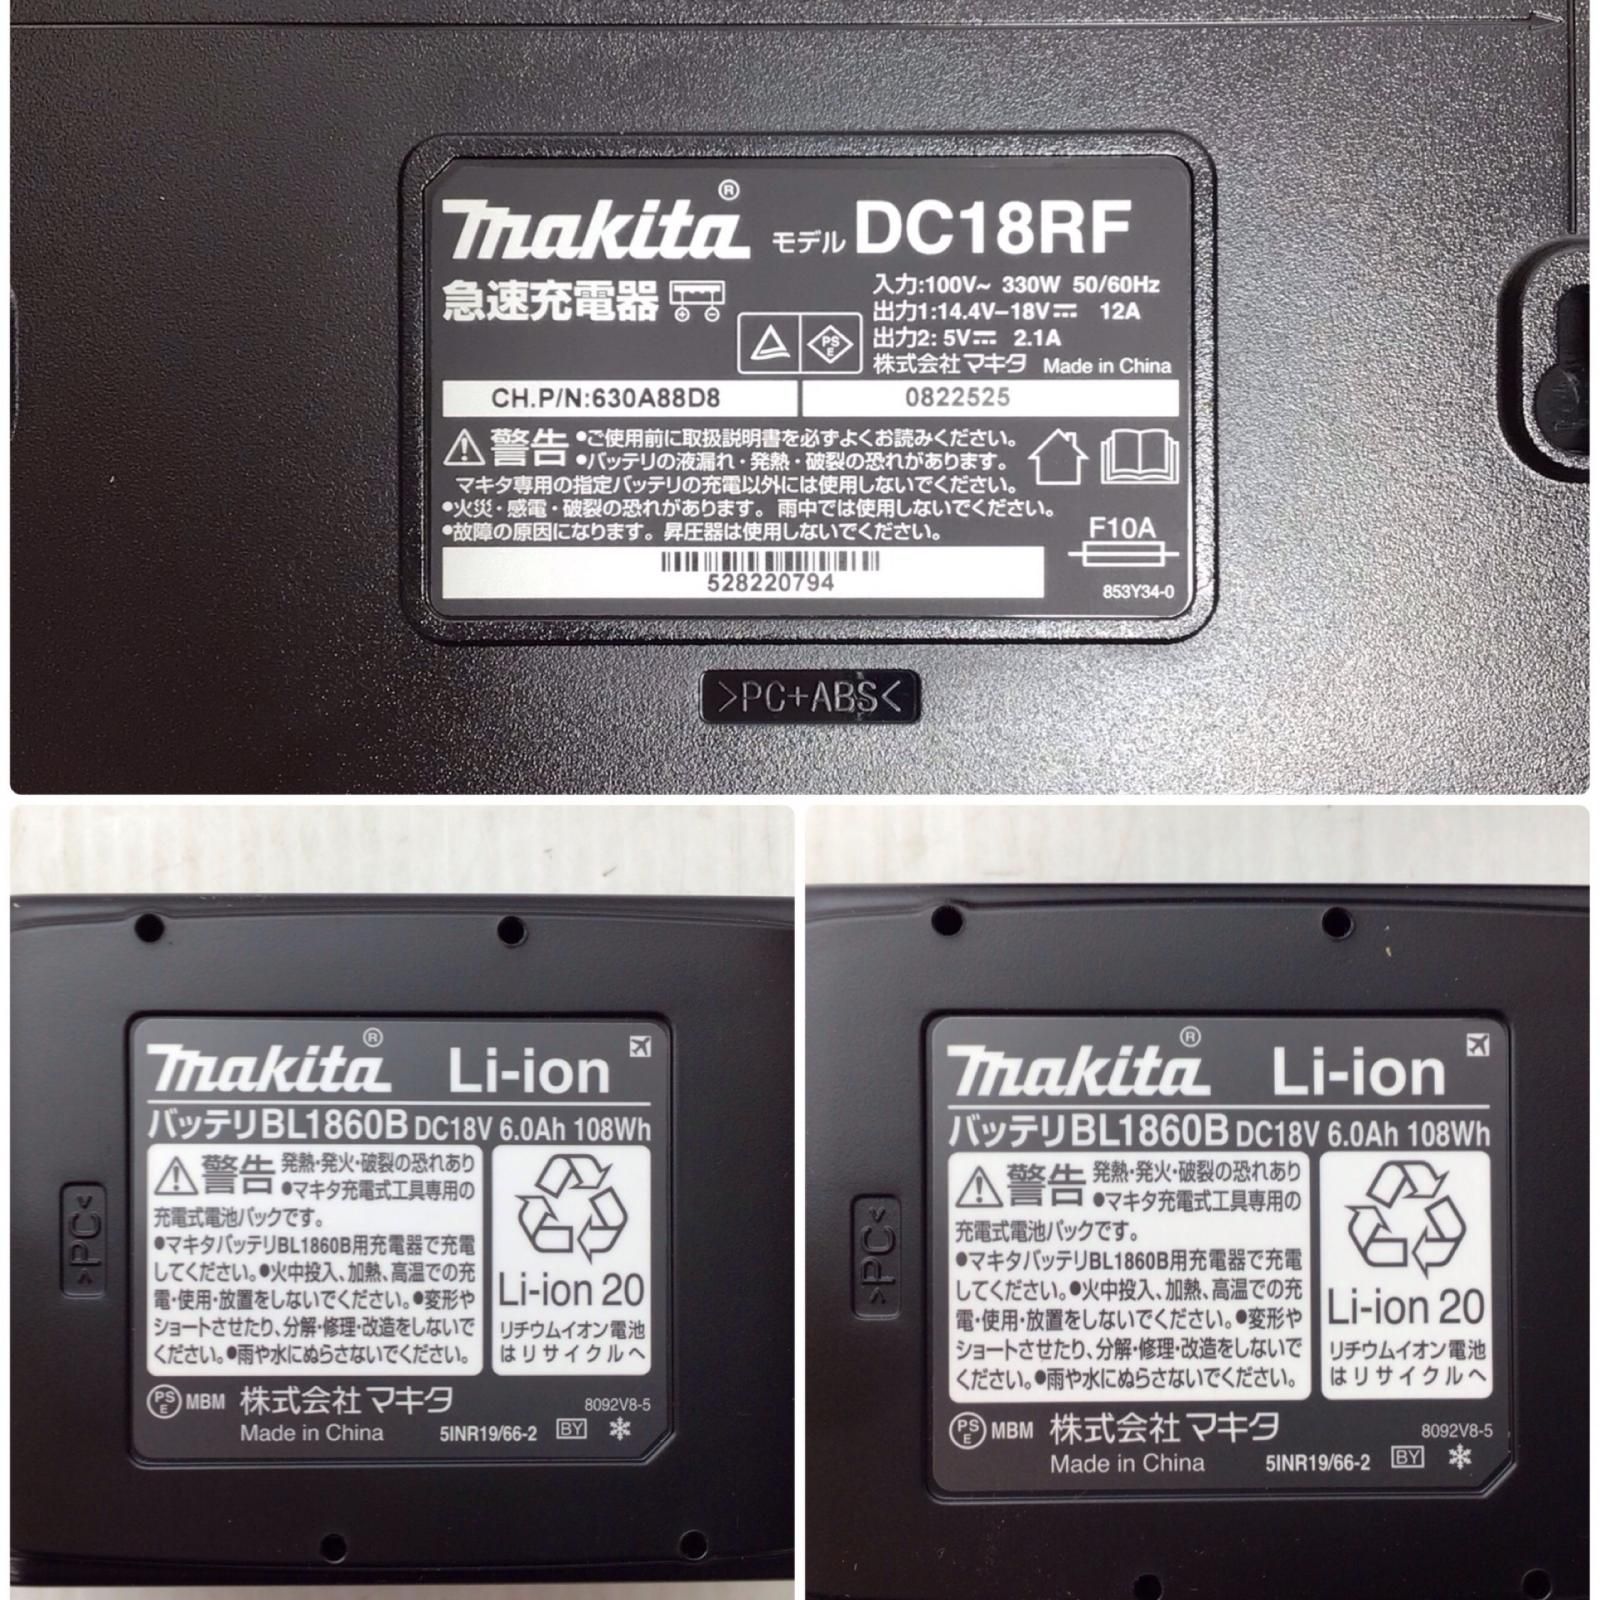 makita® モデル DC18RF
急速充電器
入力:100V~ 330W 50/60Hz
出力1:14.4V-18V⎓ 12A
出力2: 5V⎓ 2.1A
PS E
株式会社マキタ Made in China
CH.P/N:630A88D8 0822525
警告 •ご使用前に取扱説明書を必ずよくお読みください。
•バッテリの液漏れ・発熱・破裂の恐れがあります。
マキタ専用の指定バッテリの充電以外には使用しないでください。
•火災・感電・破裂の恐れがあります。雨中では使用しないでください。
•故障の原因になります。昇圧器は使用しないでください。
F10A
528220794
853Y34-0
>PC+ABS<
makita® Li-ion
バッテリBL1860B DC18V 6.0Ah 108Wh
警告 発熱・発火・破裂の恐れあり
•マキタ充電式工具専用の
充電式電池パックです。
•マキタバッテリBL1860B用充電器で充電
してください。•火中投入、加熱、高温での充
電・使用・放置をしないでください。•変形や
ショートさせたり、分解・修理・改造をしないで
ください。•雨や水にぬらさないでください。
Li-ion 20
リチウムイオン電池
はリサイクルへ
PS E MBM 株式会社マキタ 8092V8-5
Made in China 5INR19/66-2 BY
>PC<
makita® Li-ion
バッテリBL1860B DC18V 6.0Ah 108Wh
警告 発熱・発火・破裂の恐れあり
•マキタ充電式工具専用の
充電式電池パックです。
•マキタバッテリBL1860B用充電器で充電
してください。•火中投入、加熱、高温での充
電・使用・放置をしないでください。•変形や
ショートさせたり、分解・修理・改造をしないで
ください。•雨や水にぬらさないでください。
Li-ion 20
リチウムイオン電池
はリサイクルへ
PS E MBM 株式会社マキタ 8092V8-5
Made in China 5INR19/66-2 BY
>PC<